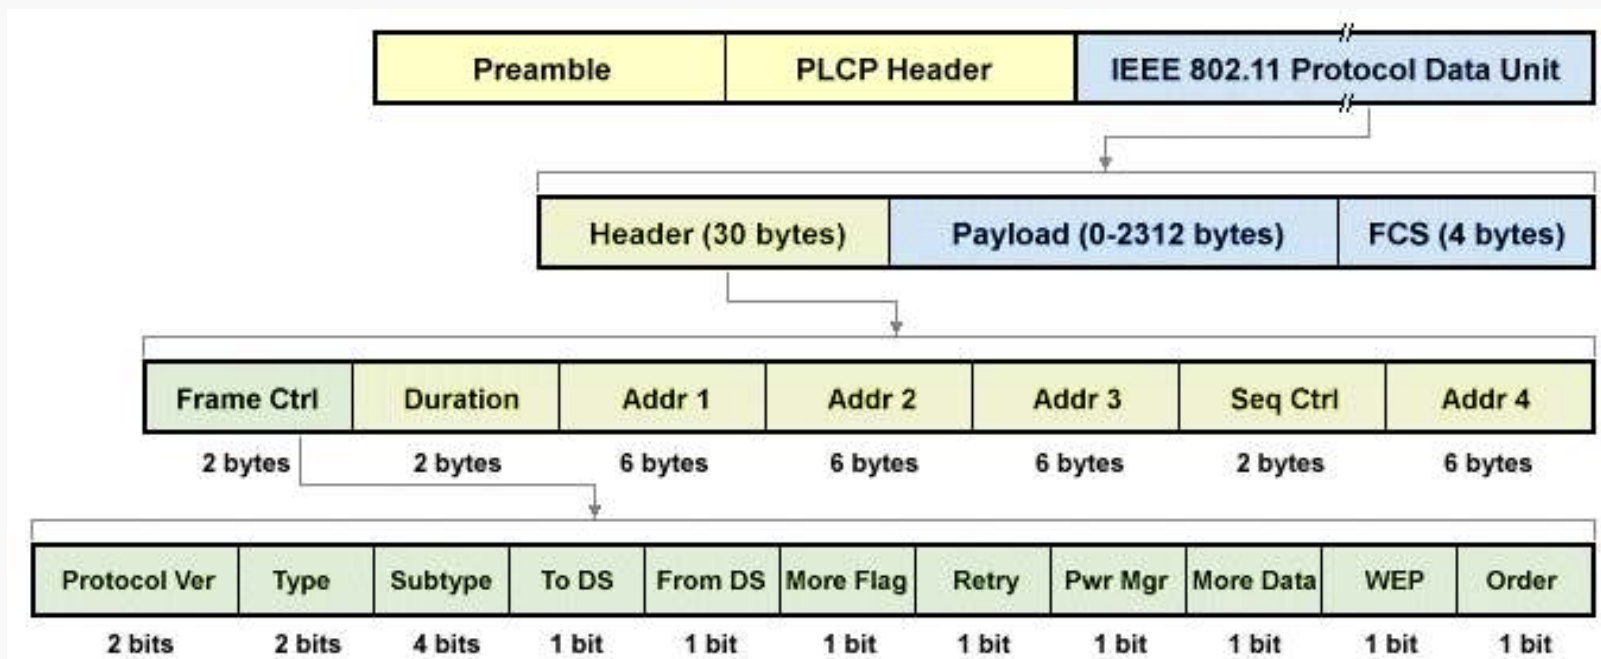 Preamble PLCP Header IEEE 802.11 Protocol Data Unit
Header (30 bytes) Payload (0-2312 bytes) FCS (4 bytes)
Frame Ctrl Duration Addr 1 Addr 2 Addr 3 Seq Ctrl Addr 4
2 bytes 2 bytes 6 bytes 6 bytes 6 bytes 2 bytes 6 bytes
Protocol Ver Type Subtype To DS From DS More Flag Retry Pwr Mgr More Data WEP Order
2 bits 2 bits 4 bits 1 bit 1 bit 1 bit 1 bit 1 bit 1 bit 1 bit 1 bit